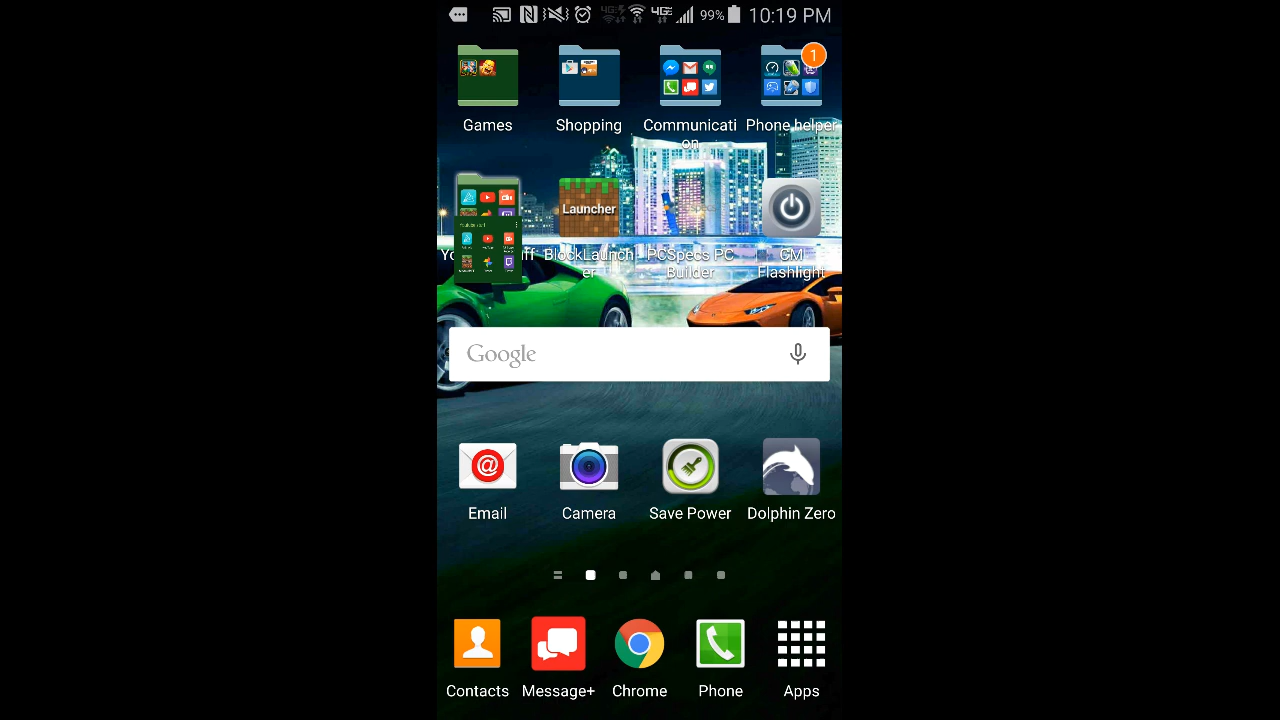 99% 10:19 PM
1
Games Shopping Communicati
on Phone helper
Launcher
BlockLaunch
er PCSpecs PC
Builder CM
Flashlight
Google
@
Email Camera Save Power Dolphin Zero
Contacts Message+ Chrome Phone Apps